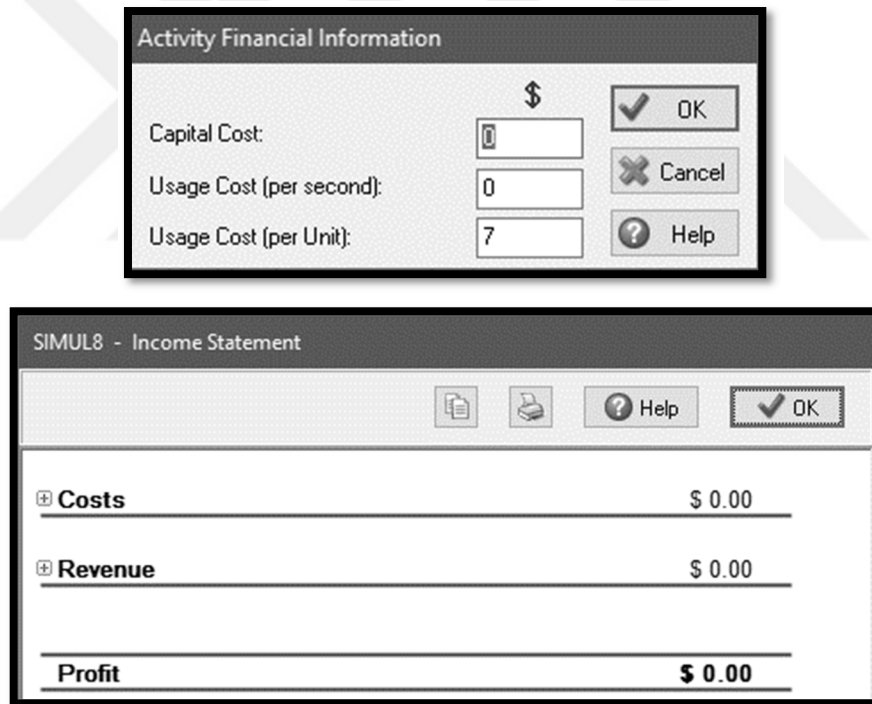 Activity Financial Information
$
Capital Cost: 0
OK
Usage Cost (per second): 0
Cancel
Usage Cost (per Unit): 7
Help
SIMUL8 - Income Statement
Help OK
Costs $ 0.00
Revenue $ 0.00
Profit $ 0.00